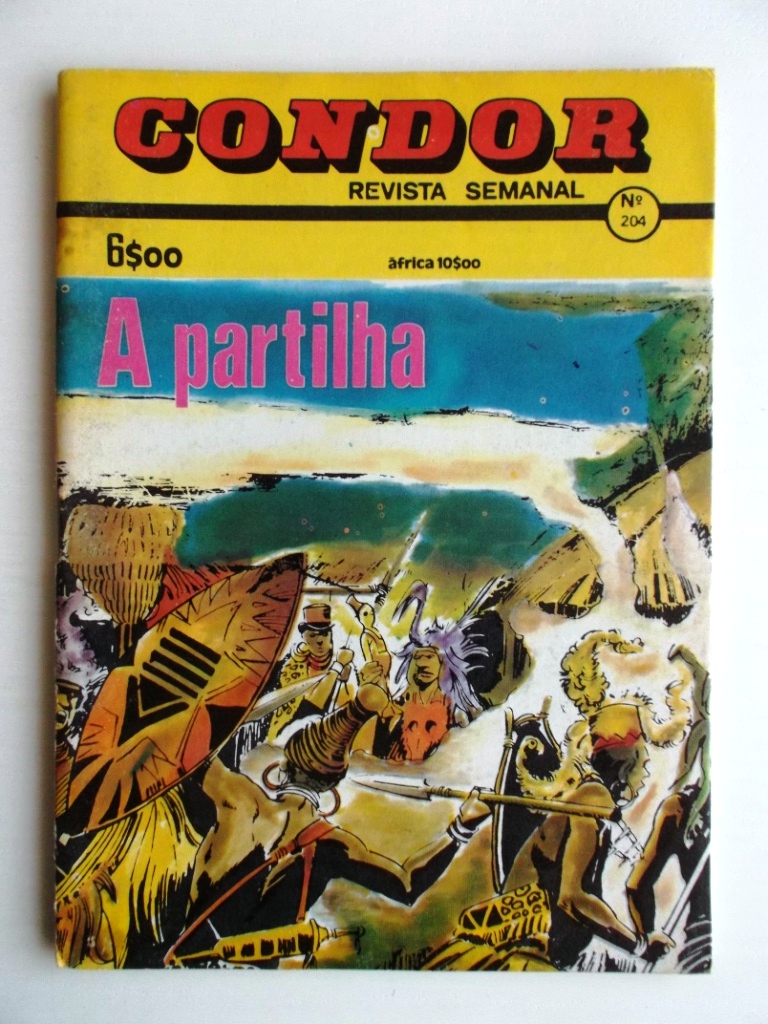 CONDOR
REVISTA SEMANAL
Nº
204
6$00
áfrica 10$00
A partilha